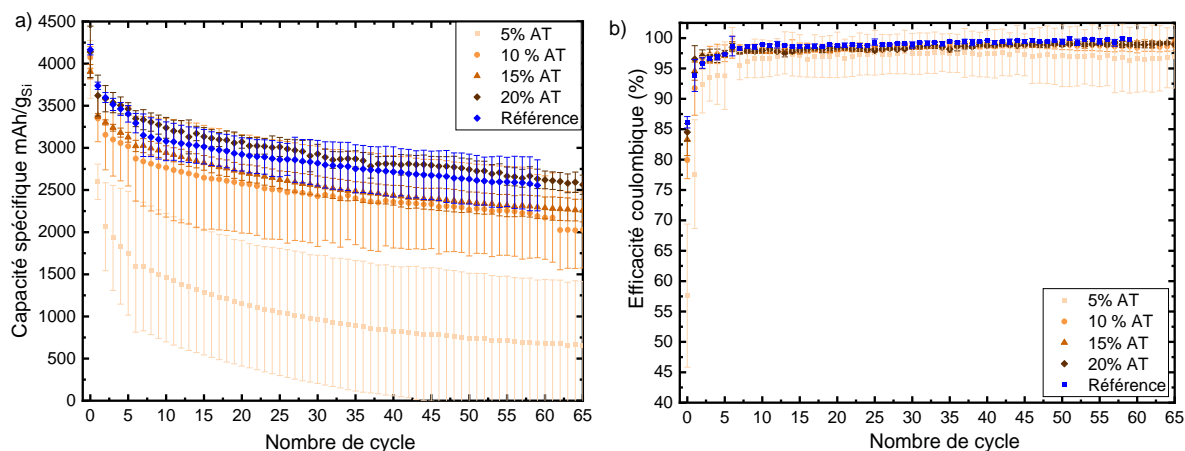 a)
4500
4000
3500
3000
2500
2000
1500
1000
500
0
Capacité spécifique mAh/gSi
0 5 10 15 20 25 30 35 40 45 50 55 60 65
Nombre de cycle
5% AT
10 % AT
15% AT
20% AT
Référence
b)
100
95
90
85
80
75
70
65
60
55
50
45
40
Efficacité coulombique (%)
0 5 10 15 20 25 30 35 40 45 50 55 60 65
Nombre de cycle
5% AT
10 % AT
15% AT
20% AT
Référence